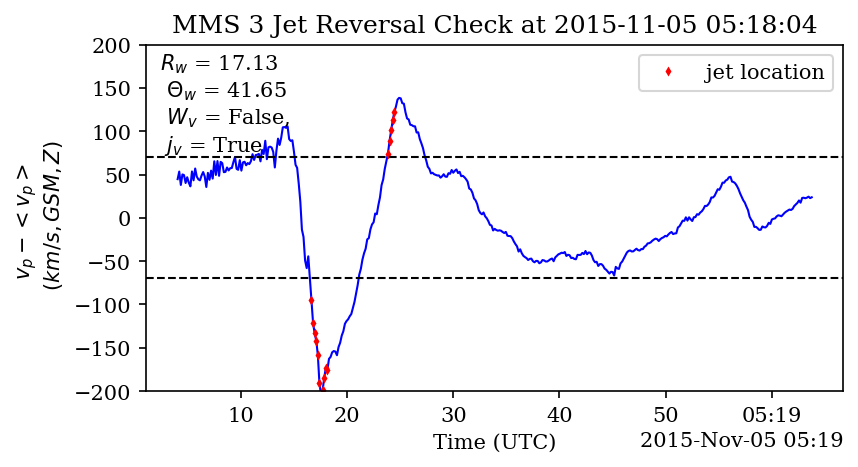 MMS 3 Jet Reversal Check at 2015-11-05 05:18:04
200
150
100
50
0
−50
−100
−150
−200
v_p − < v_p >
(km/s, GSM, Z)
R_w = 17.13
Θ_w = 41.65
W_v = False,
j_v = True
jet location
10 20 30 40 50 05:19
Time (UTC)
2015-Nov-05 05:19